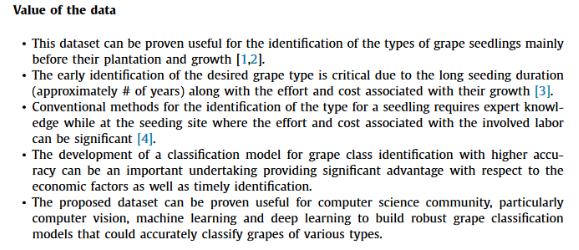 Value of the data
• This dataset can be proven useful for the identification of the types of grape seedlings mainly
before their plantation and growth [1,2].
• The early identification of the desired grape type is critical due to the long seeding duration
(approximately # of years) along with the effort and cost associated with their growth [3].
• Conventional methods for the identification of the type for a seedling requires expert knowl-
edge while at the seeding site where the effort and cost associated with the involved labor
can be significant [4].
• The development of a classification model for grape class identification with higher accu-
racy can be an important undertaking providing significant advantage with respect to the
economic factors as well as timely identification.
• The proposed dataset can be proven useful for computer science community, particularly
computer vision, machine learning and deep learning to build robust grape classification
models that could accurately classify grapes of various types.